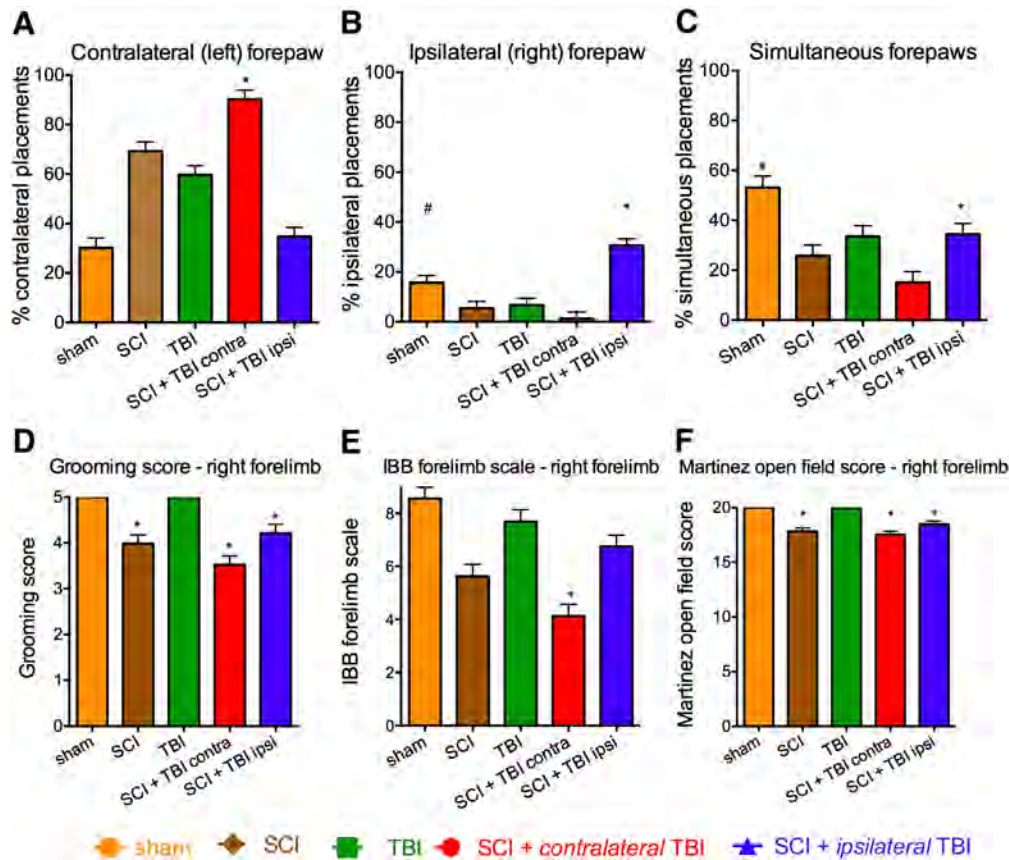 A
Contralateral (left) forepaw
% contralateral placements
100
80
60
40
20
0
*
sham
SCI
TBI
SCI + TBI contra
SCI + TBI ipsi
B
Ipsilateral (right) forepaw
% ipsilateral placements
100
80
60
40
20
0
#
*
sham
SCI
TBI
SCI + TBI contra
SCI + TBI ipsi
C
Simultaneous forepaws
% simultaneous placements
100
80
60
40
20
0
#
*
Sham
SCI
TBI
SCI + TBI contra
SCI + TBI ipsi
D
Grooming score - right forelimb
Grooming score
5
4
3
2
1
0
*
*
*
sham
SCI
TBI
SCI + TBI contra
SCI + TBI ipsi
E
IBB forelimb scale - right forelimb
IBB forelimb scale
8
6
4
2
0
*
sham
SCI
TBI
SCI + TBI contra
SCI + TBI ipsi
F
Martinez open field score - right forelimb
Martinez open field score
20
15
10
5
0
*
*
*
sham
SCI
TBI
SCI + TBI contra
SCI + TBI ipsi
sham SCI TBI SCI + contralateral TBI SCI + ipsilateral TBI